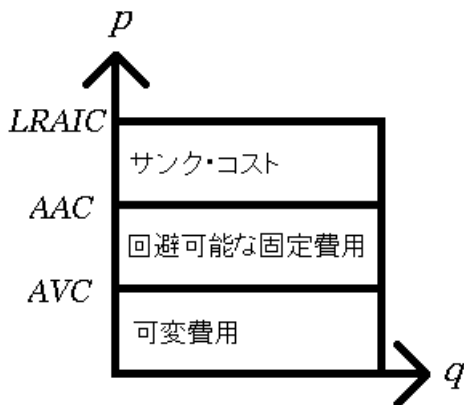 p
LRAIC
サンク・コスト
AAC
回避可能な固定費用
AVC
可変費用
q